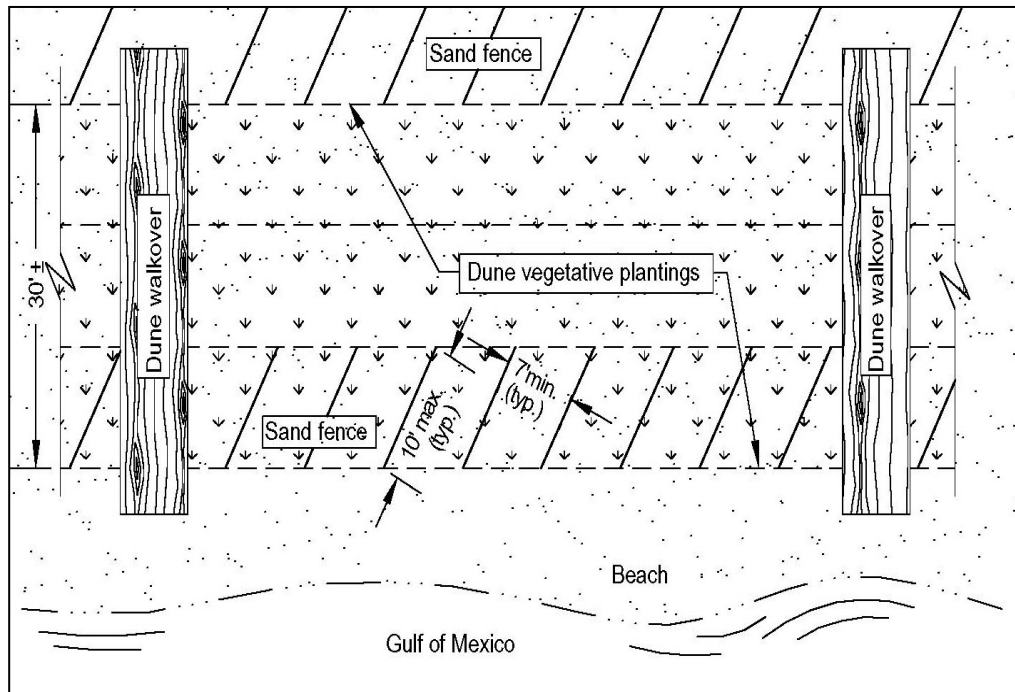 Sand fence
30' ±
Dune walkover
Dune walkover
Dune vegetative plantings
7'min.
(typ.)
10' max.
(typ.)
Sand fence
Beach
Gulf of Mexico